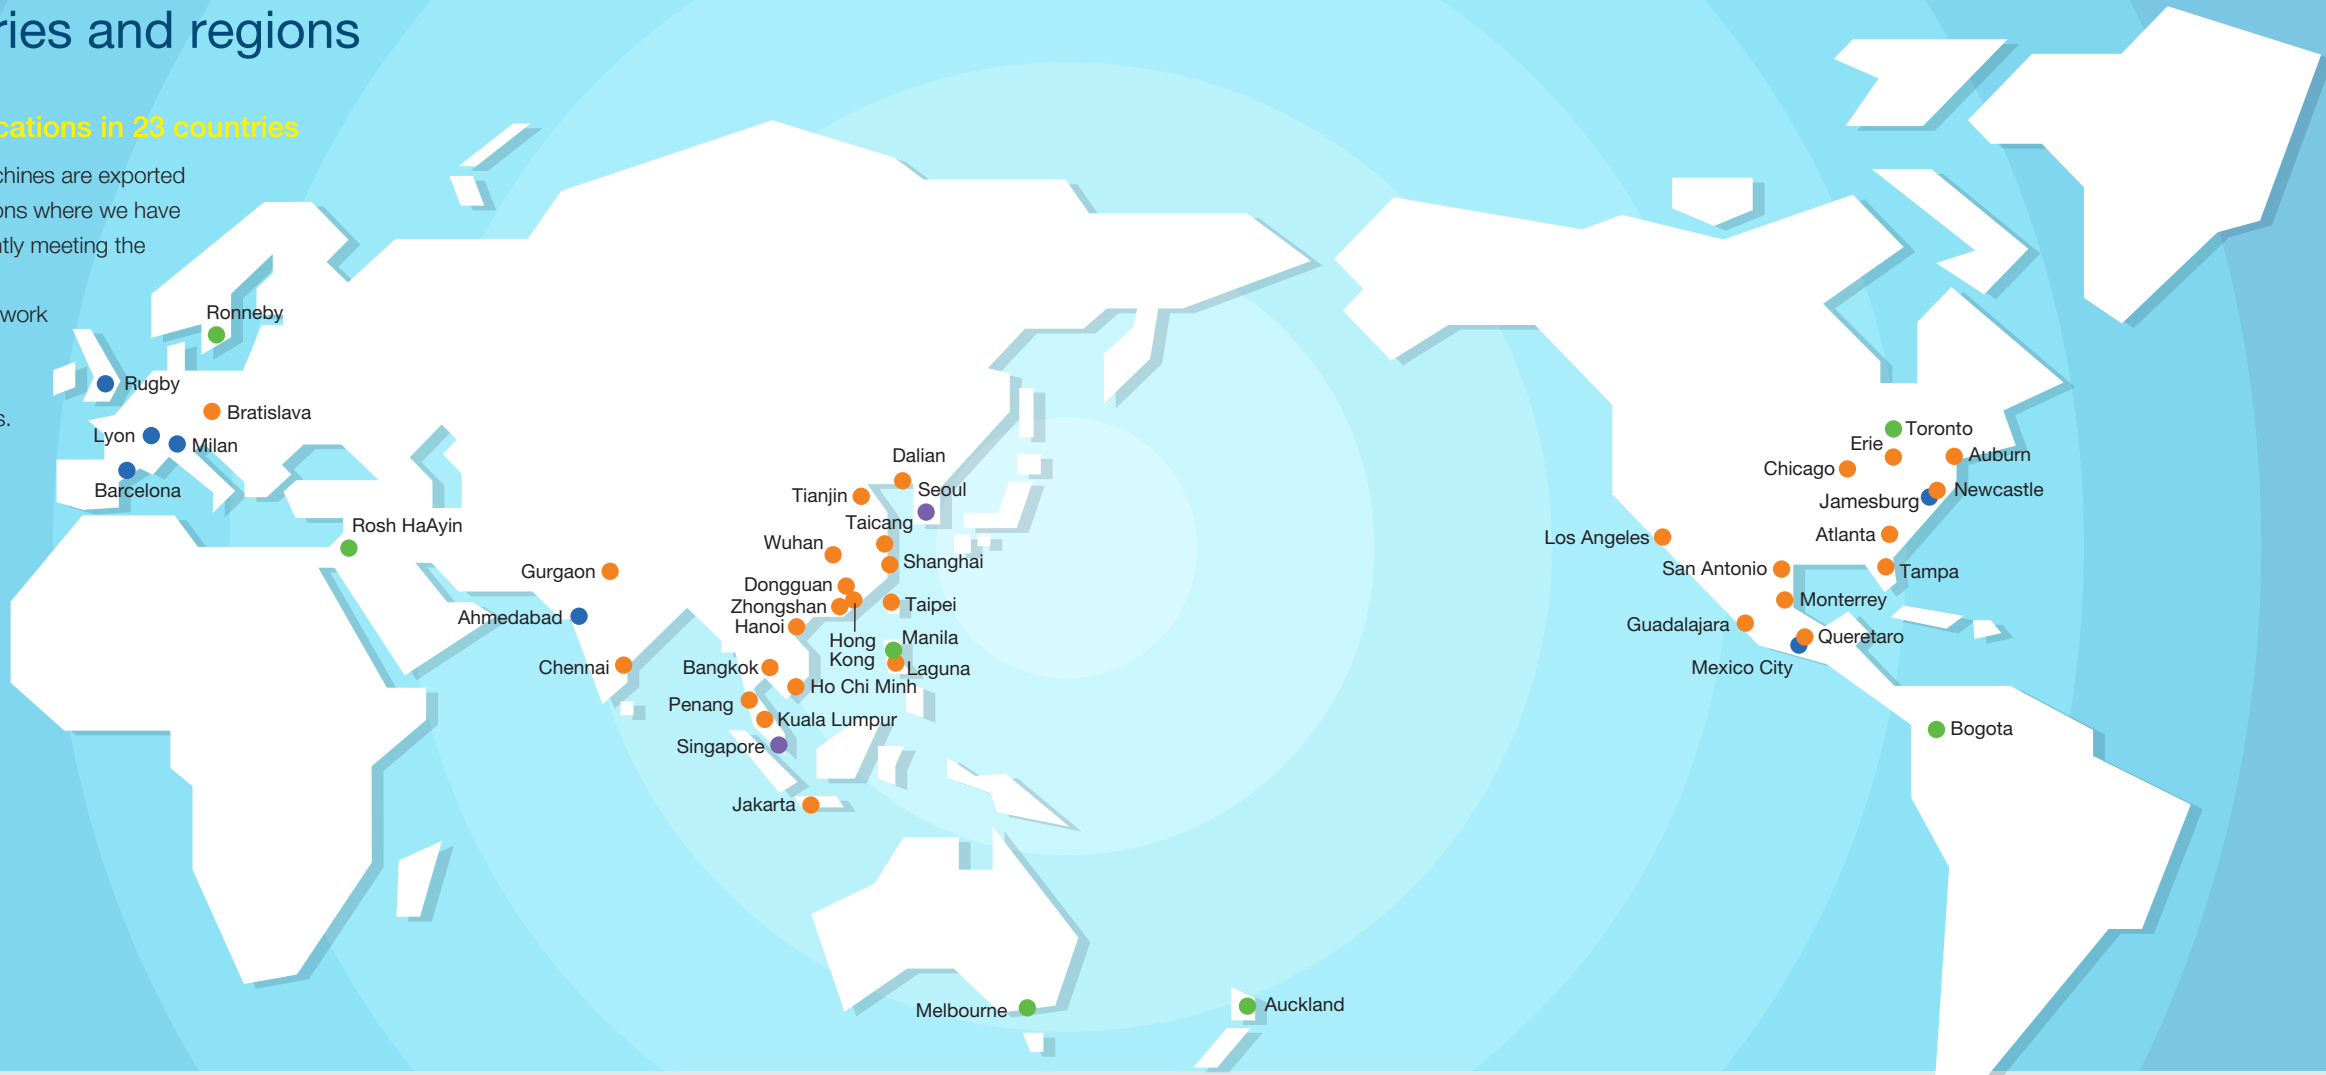 ries and regions
cations in 23 countries
chines are exported
ons where we have
ntly meeting the
work
s.
Ronneby
Rugby
Bratislava
Lyon
Milan
Barcelona
Rosh HaAyin
Gurgaon
Ahmedabad
Chennai
Dalian
Tianjin
Seoul
Taicang
Wuhan
Shanghai
Dongguan
Zhongshan
Taipei
Hanoi
Hong
Kong
Manila
Laguna
Bangkok
Ho Chi Minh
Penang
Kuala Lumpur
Singapore
Jakarta
Melbourne
Auckland
Toronto
Erie
Auburn
Chicago
Newcastle
Jamesburg
Atlanta
Los Angeles
San Antonio
Tampa
Monterrey
Guadalajara
Queretaro
Mexico City
Bogota